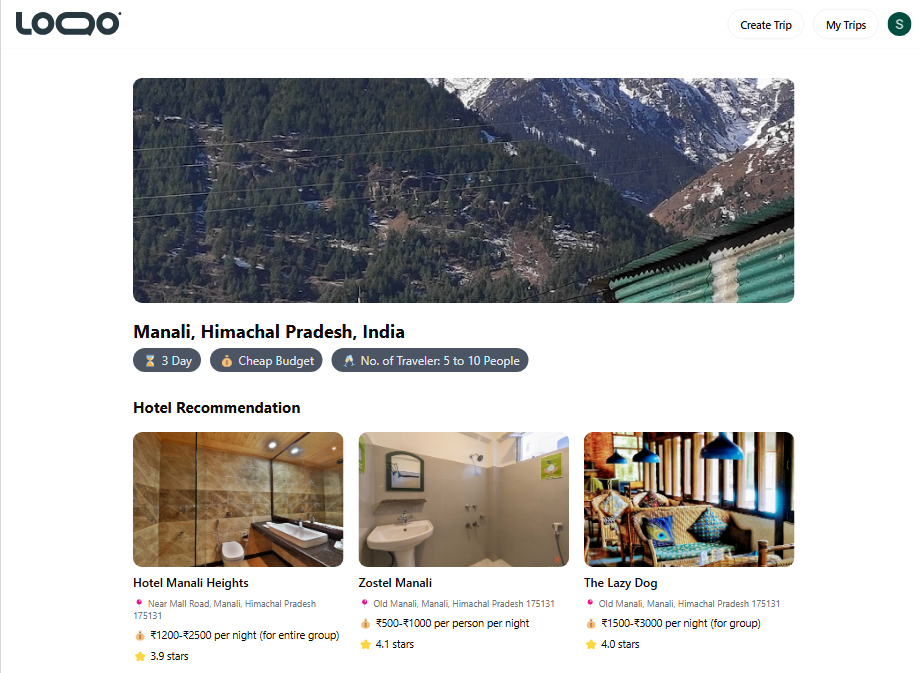 LOQO
Create Trip
My Trips
S
Manali, Himachal Pradesh, India
⌛ 3 Day
💰 Cheap Budget
🥂 No. of Traveler: 5 to 10 People
Hotel Recommendation
Hotel Manali Heights
📍 Near Mall Road, Manali, Himachal Pradesh
175131
💰 ₹1200-₹2500 per night (for entire group)
⭐ 3.9 stars
Zostel Manali
📍 Old Manali, Manali, Himachal Pradesh 175131
💰 ₹500-₹1000 per person per night
⭐ 4.1 stars
The Lazy Dog
📍 Old Manali, Manali, Himachal Pradesh 175131
💰 ₹1500-₹3000 per night (for group)
⭐ 4.0 stars